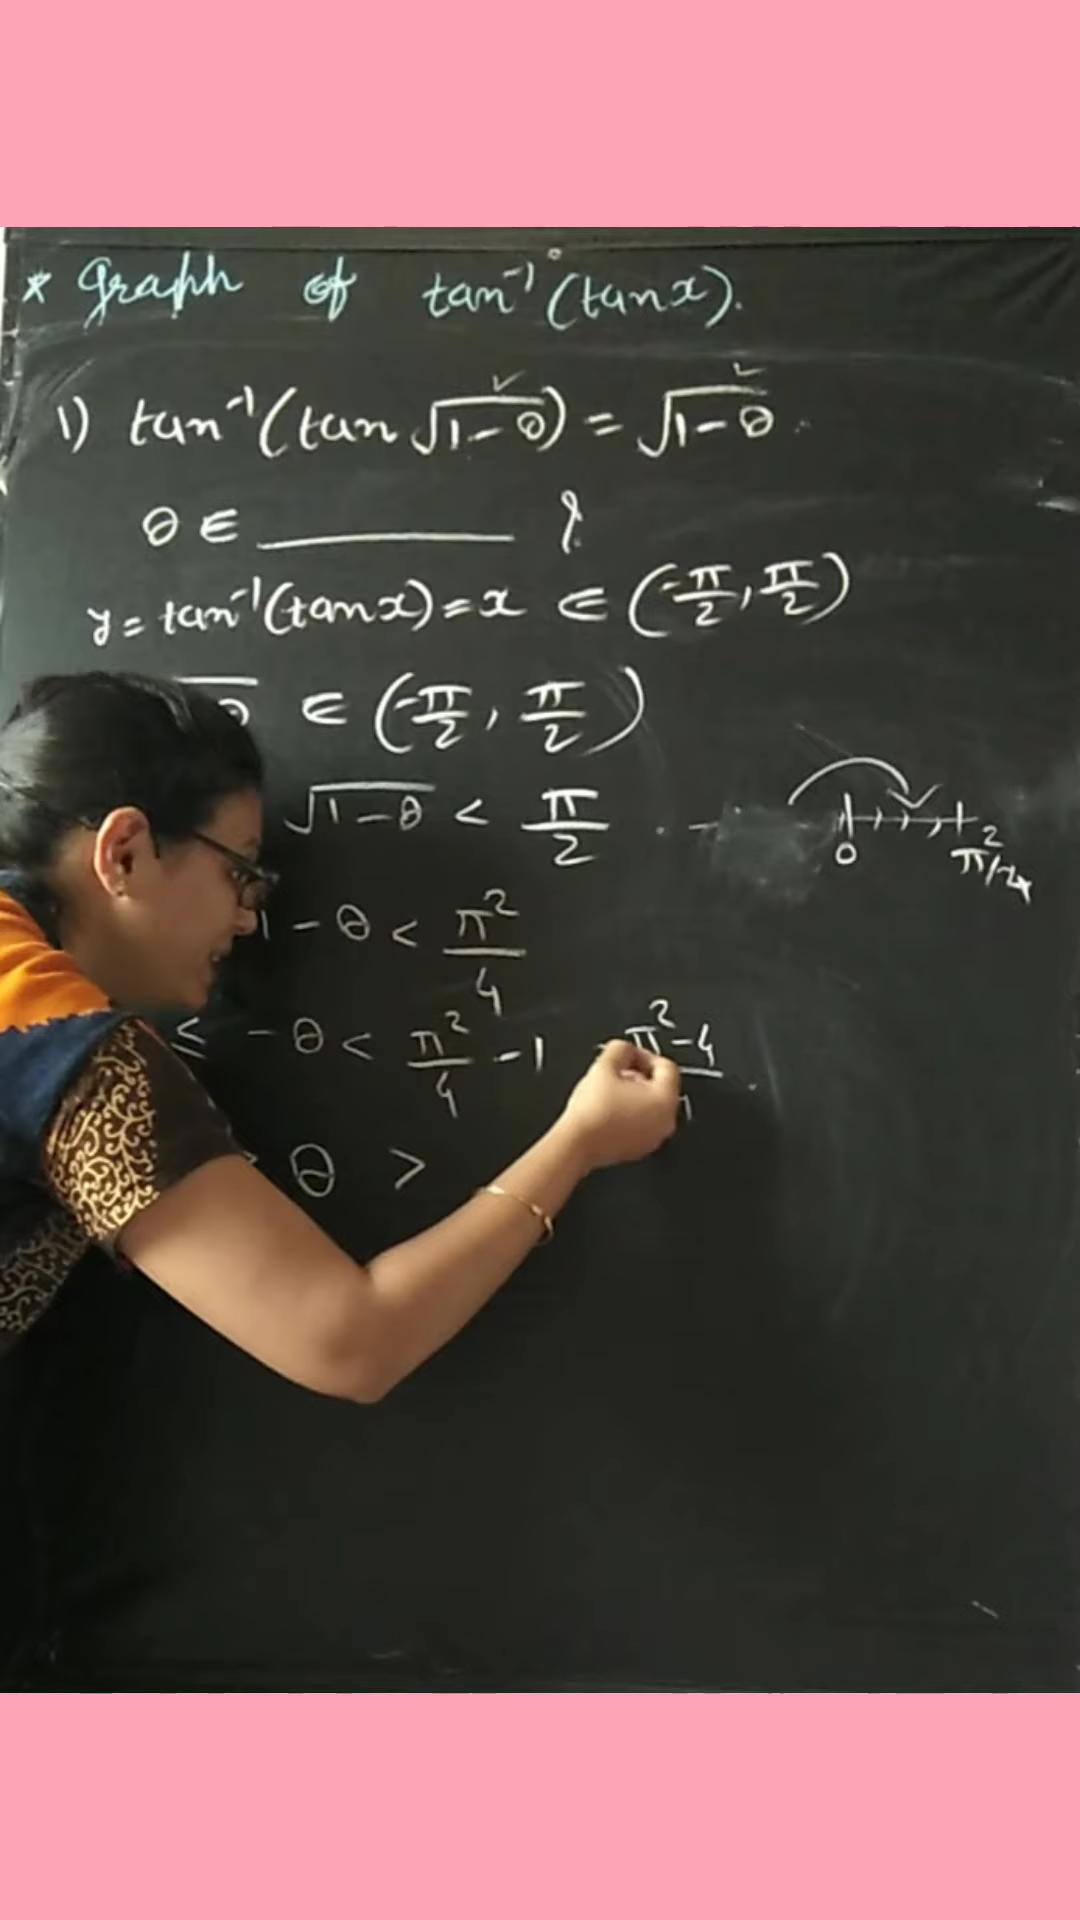 * Graph of tan⁻¹(tanx).
1) tan⁻¹(tan√(1-θ)) = √(1-θ).
θ ∈ ________ ?
y = tan⁻¹(tanx) = x ∈ (-π/2, π/2)
∈ (-π/2, π/2)
√(1-θ) < π/2 .
0 π/2
1 - θ < π²/4
≤ -θ < π²/4 - 1 π²-4
θ >